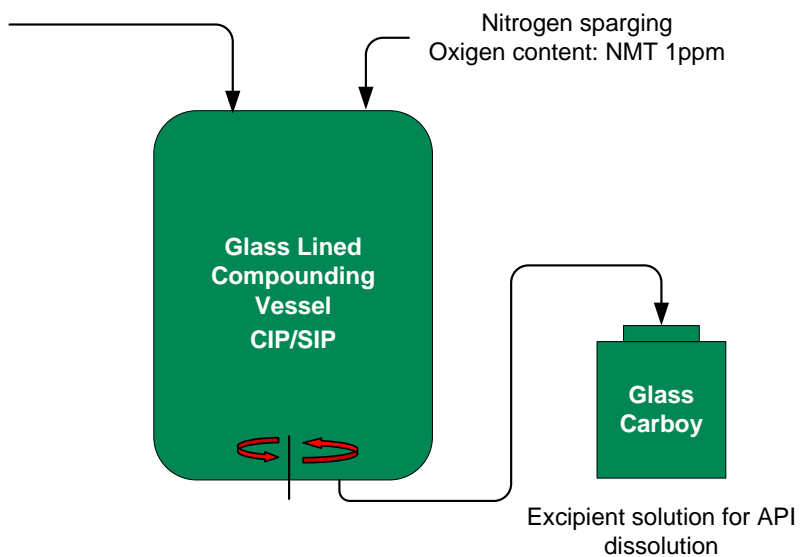 Nitrogen sparging
Oxigen content: NMT 1ppm
Glass Lined
Compounding
Vessel
CIP/SIP
Glass
Carboy
Excipient solution for API
dissolution